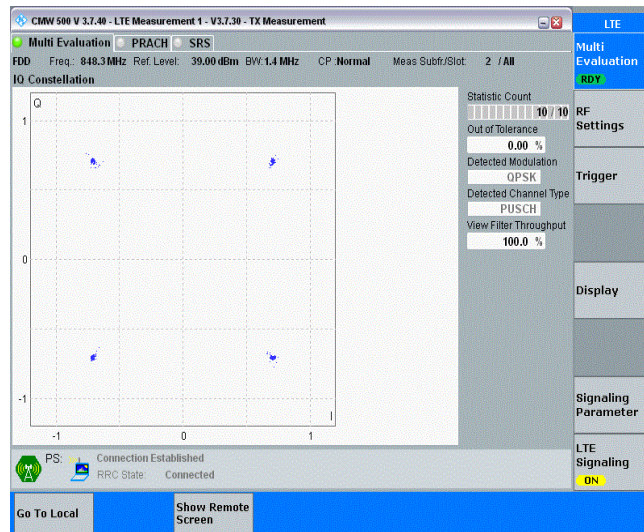 CMW 500 V 3.7.40 - LTE Measurement 1 - V3.7.30 - TX Measurement
LTE
Multi Evaluation PRACH SRS
Multi Evaluation
RDY
FDD Freq.: 848.3 MHz Ref. Level: 39.00 dBm BW: 1.4 MHz CP :Normal Meas Subfr./Slot: 2 / All
IQ Constellation
Q
1
0
-1
-1 0 1
I
Statistic Count
10 / 10
Out of Tolerance
0.00 %
Detected Modulation
QPSK
Detected Channel Type
PUSCH
View Filter Throughput
100.0 %
RF Settings
Trigger
Display
Signaling Parameter
LTE Signaling
ON
PS: Connection Established
RRC State: Connected
Go To Local
Show Remote Screen